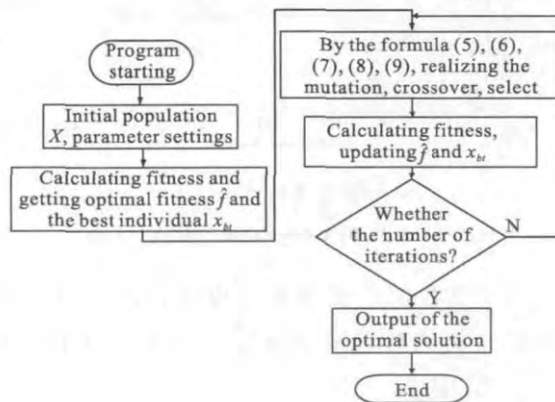 Program
starting
Initial population
X, parameter settings
Calculating fitness and
getting optimal fitness f̂ and
the best individual x_bt
By the formula (5), (6),
(7), (8), (9), realizing the
mutation, crossover, select
Calculating fitness,
updating f̂ and x_bt
Whether
the number of
iterations?
N
Y
Output of the
optimal solution
End